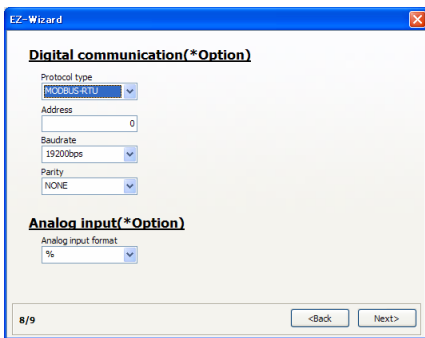 EZ-Wizard
Digital communication(*Option)
Protocol type
MODBUS-RTU
Address
0
Baudrate
19200bps
Parity
NONE
Analog input(*Option)
Analog input format
%
8/9
<Back Next>